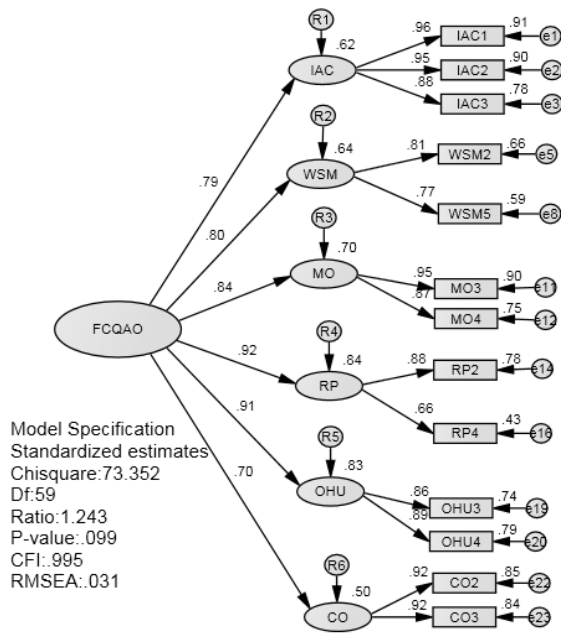 R1
.62
IAC
.96
IAC1
.91
e1
.95
IAC2
.90
e2
.88
IAC3
.78
e3
R2
.79
.64
WSM
.81
WSM2
.66
e5
.77
WSM5
.59
e8
.80
R3
.70
MO
.95
MO3
.90
e11
.87
MO4
.75
e12
.84
FCQAO
R4
.92
.84
RP
.88
RP2
.78
e14
.66
RP4
.43
e16
.91
R5
.83
OHU
.86
OHU3
.74
e19
.89
OHU4
.79
e20
.70
R6
.50
CO
.92
CO2
.85
e22
.92
CO3
.84
e23
Model Specification
Standardized estimates
Chisquare:73.352
Df:59
Ratio:1.243
P-value:.099
CFI:.995
RMSEA:.031